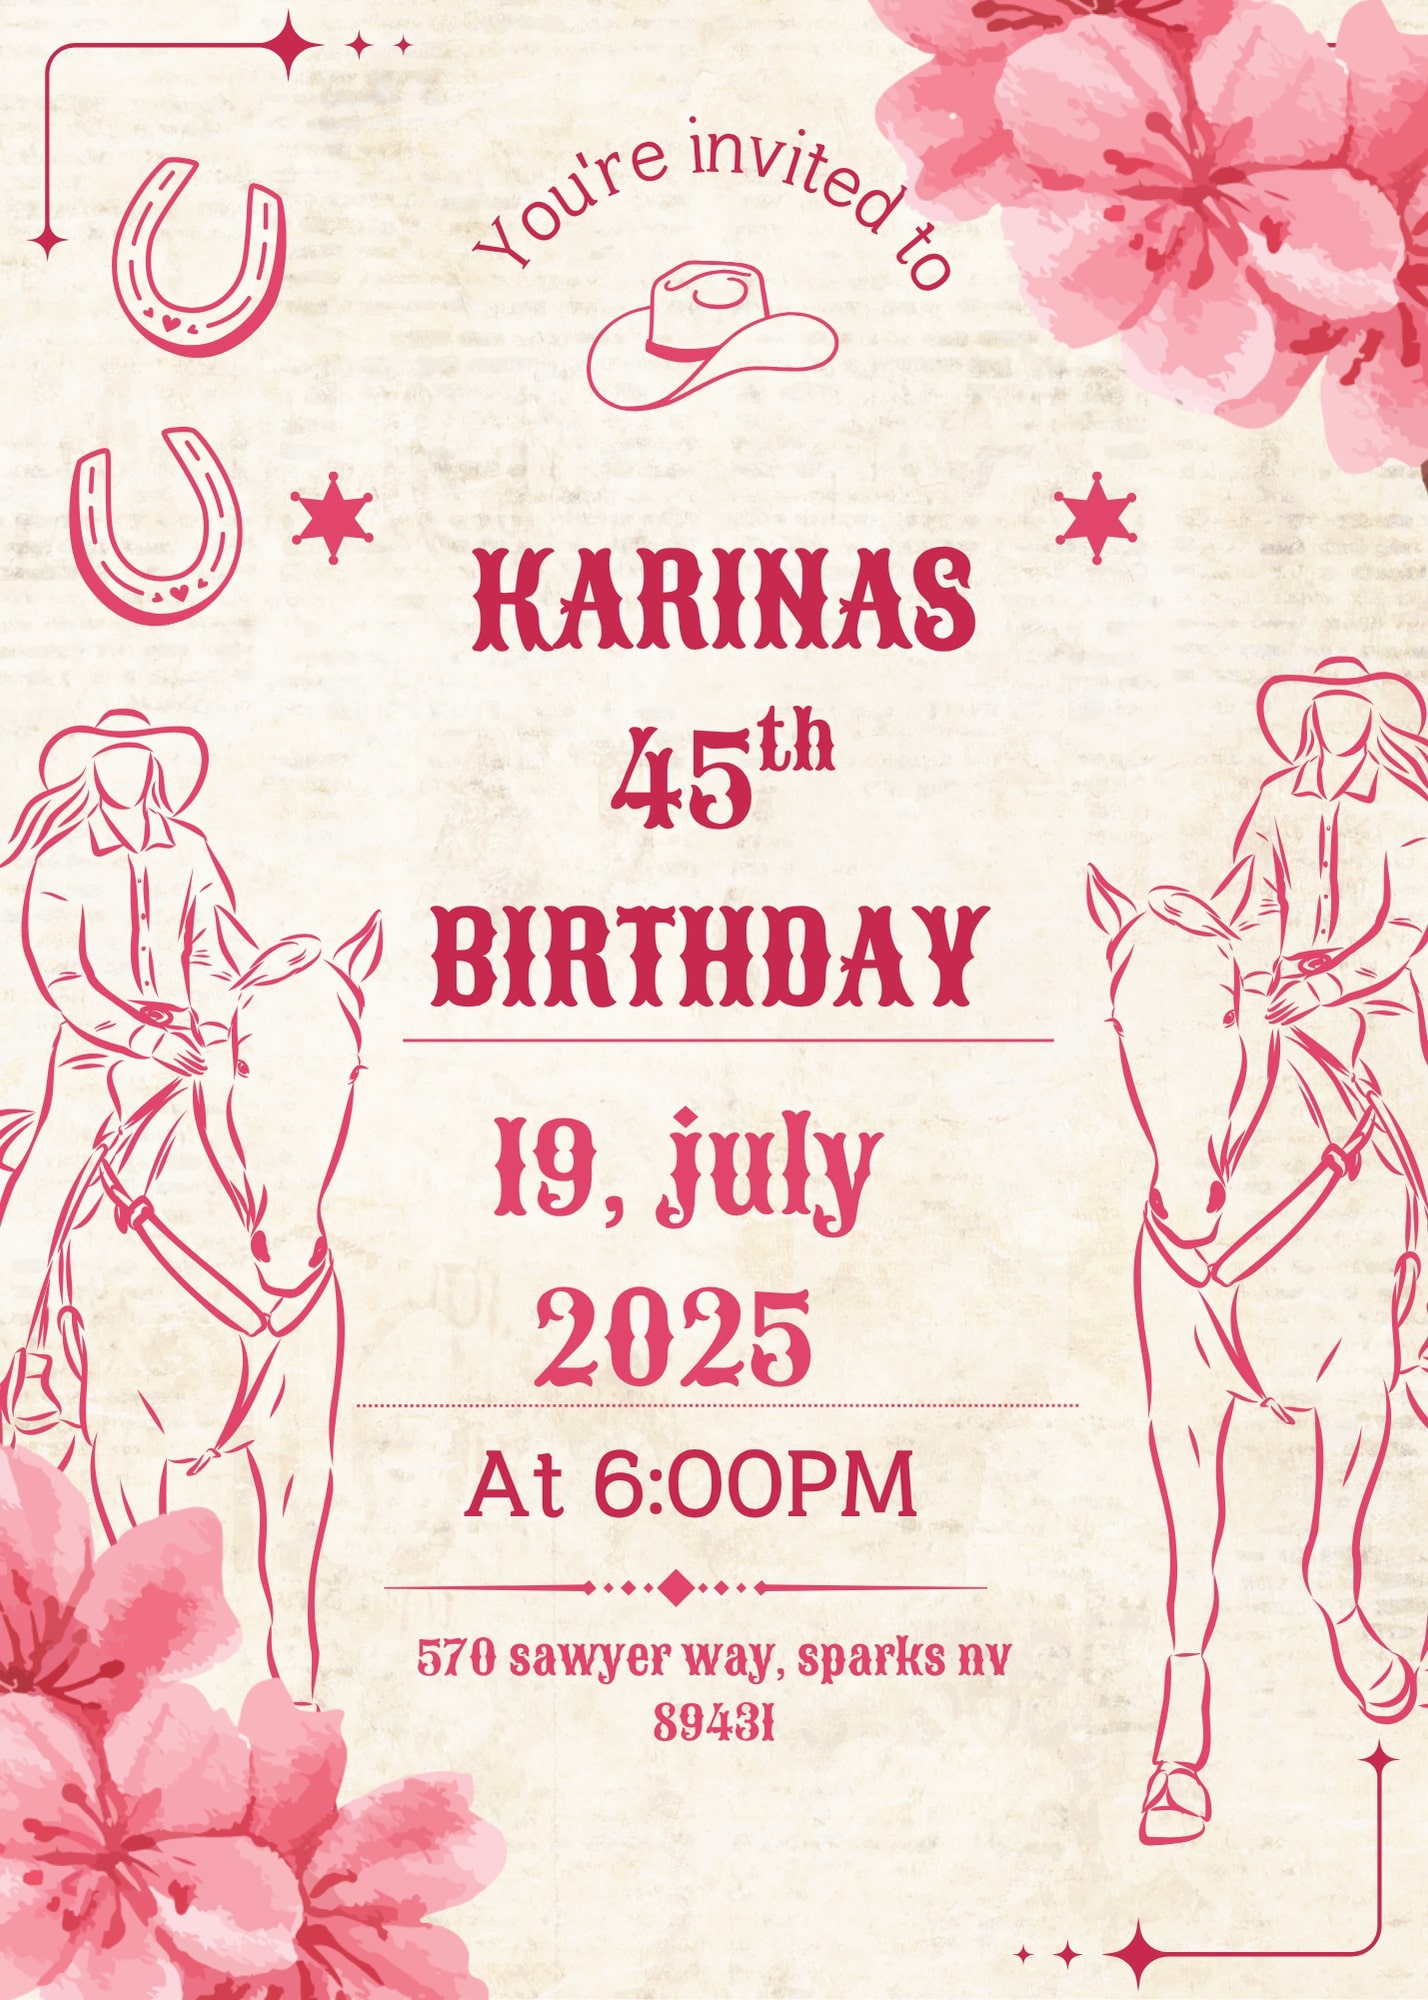 You're invited to
KARINAS
45th
BIRTHDAY
19, july
2025
At 6:00PM
570 sawyer way, sparks nv
89431